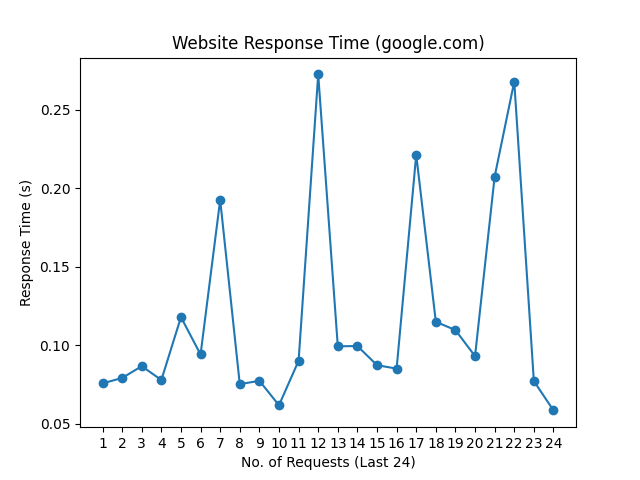 Website Response Time (google.com)
0.25
0.20
0.15
0.10
0.05
Response Time (s)
1 2 3 4 5 6 7 8 9 10 11 12 13 14 15 16 17 18 19 20 21 22 23 24
No. of Requests (Last 24)